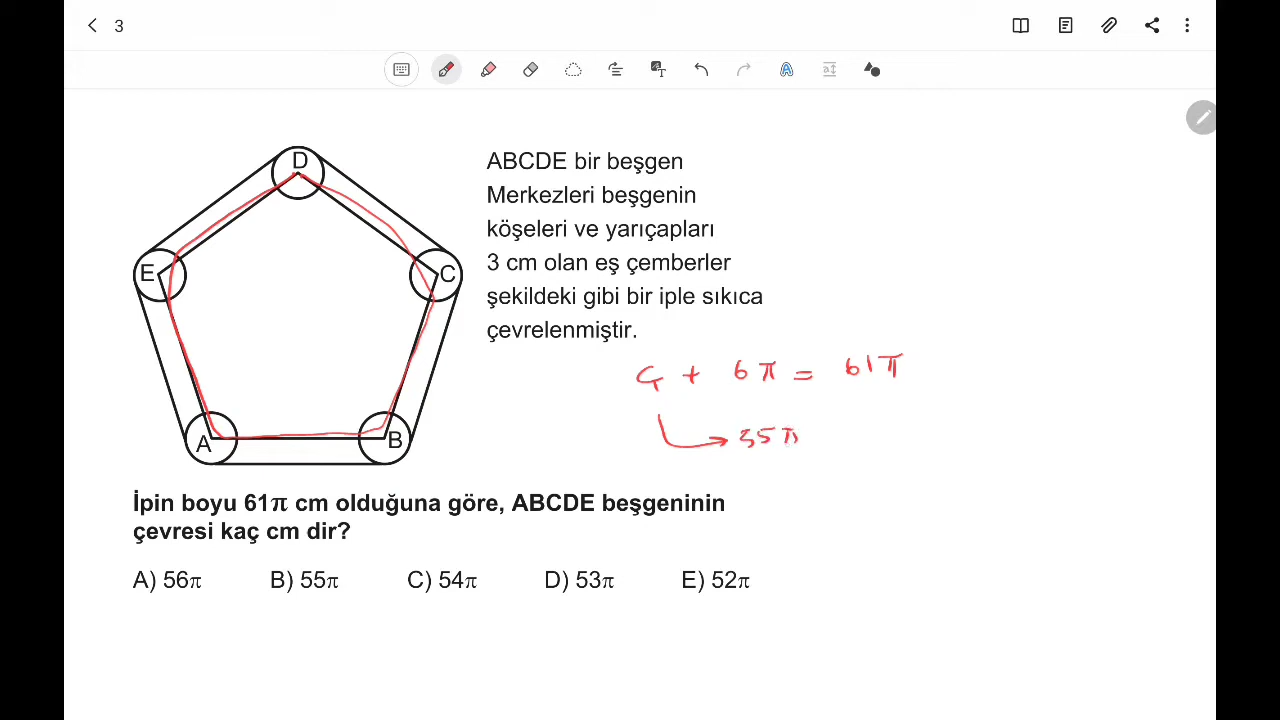 3
D
E
C
A
B
ABCDE bir beşgen
Merkezleri beşgenin
köşeleri ve yarıçapları
3 cm olan eş çemberler
şekildeki gibi bir iple sıkıca
çevrelenmiştir.
Ç + 6π = 61π
→ 55π
İpin boyu 61π cm olduğuna göre, ABCDE beşgeninin
çevresi kaç cm dir?
A) 56π B) 55π C) 54π D) 53π E) 52π